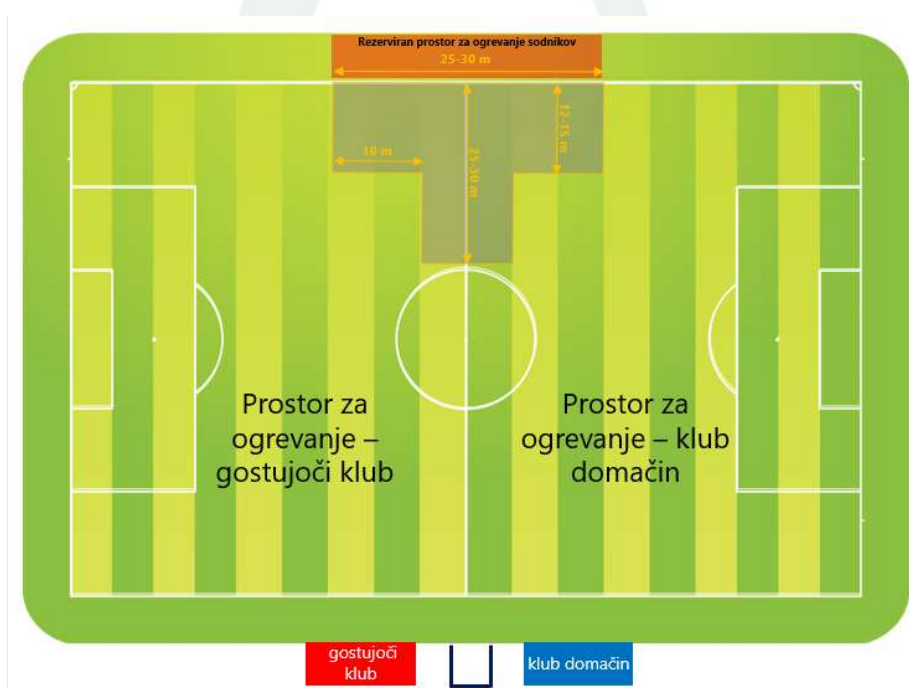 Rezerviran prostor za ogrevanje sodnikov
25-30 m
12-15 m
10 m
25-30 m
Prostor za
ogrevanje –
gostujoči klub
Prostor za
ogrevanje – klub
domačin
gostujoči
klub
klub domačin